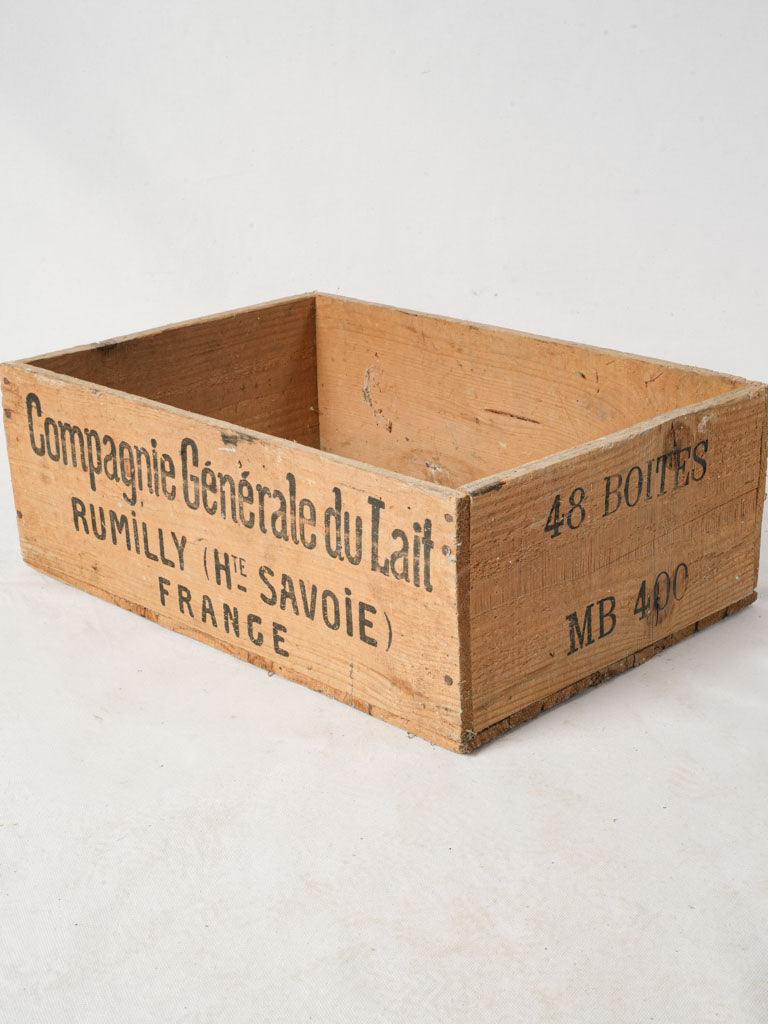 Compagnie Générale du Lait
RUMILLY (HTE SAVOIE)
FRANCE
48 BOITES
MB 400